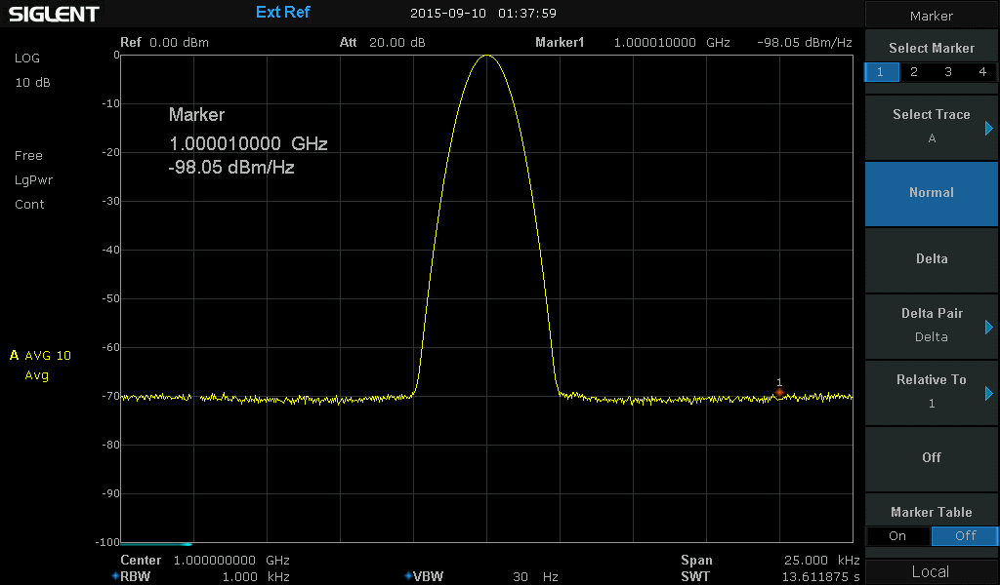 SIGLENT Ext Ref 2015-09-10 01:37:59 Marker
Ref 0.00 dBm Att 20.00 dB Marker1 1.000010000 GHz -98.05 dBm/Hz
LOG
10 dB
Free
LgPwr
Cont
A AVG 10
Avg
0
-10
-20
-30
-40
-50
-60
-70
-80
-90
-100
Marker
1.000010000 GHz
-98.05 dBm/Hz
1
Center 1.000000000 GHz Span 25.000 kHz
RBW 1.000 kHz VBW 30 Hz SWT 13.611875 s
Select Marker
1 2 3 4
Select Trace
A
Normal
Delta
Delta Pair
Delta
Relative To
1
Off
Marker Table
On Off
Local